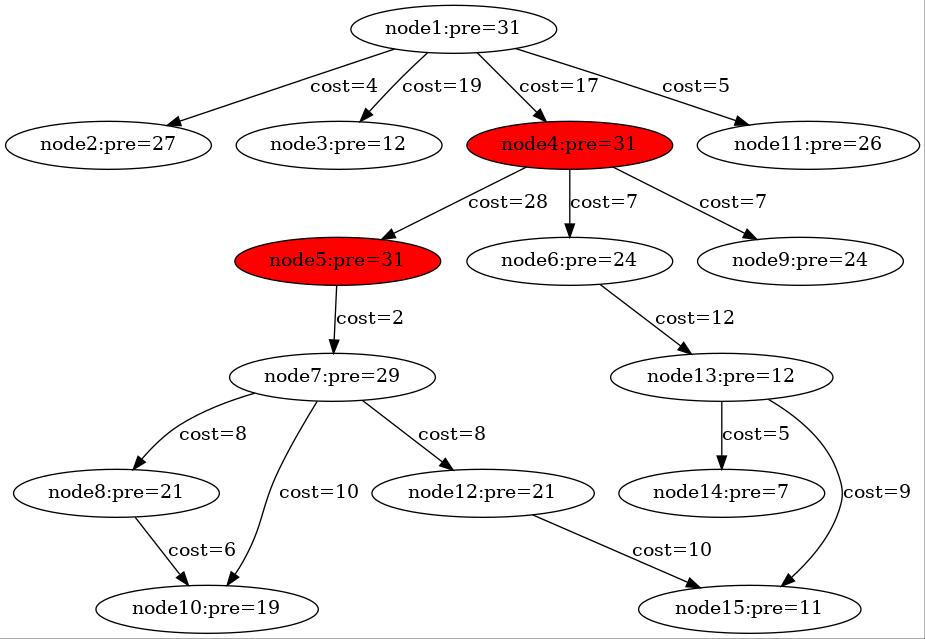 node1:pre=31
cost=4
cost=19
cost=17
cost=5
node2:pre=27
node3:pre=12
node4:pre=31
node11:pre=26
cost=28
cost=7
cost=7
node5:pre=31
node6:pre=24
node9:pre=24
cost=2
cost=12
node7:pre=29
node13:pre=12
cost=8
cost=8
cost=5
node8:pre=21
cost=10
node12:pre=21
node14:pre=7
cost=9
cost=6
cost=10
node10:pre=19
node15:pre=11